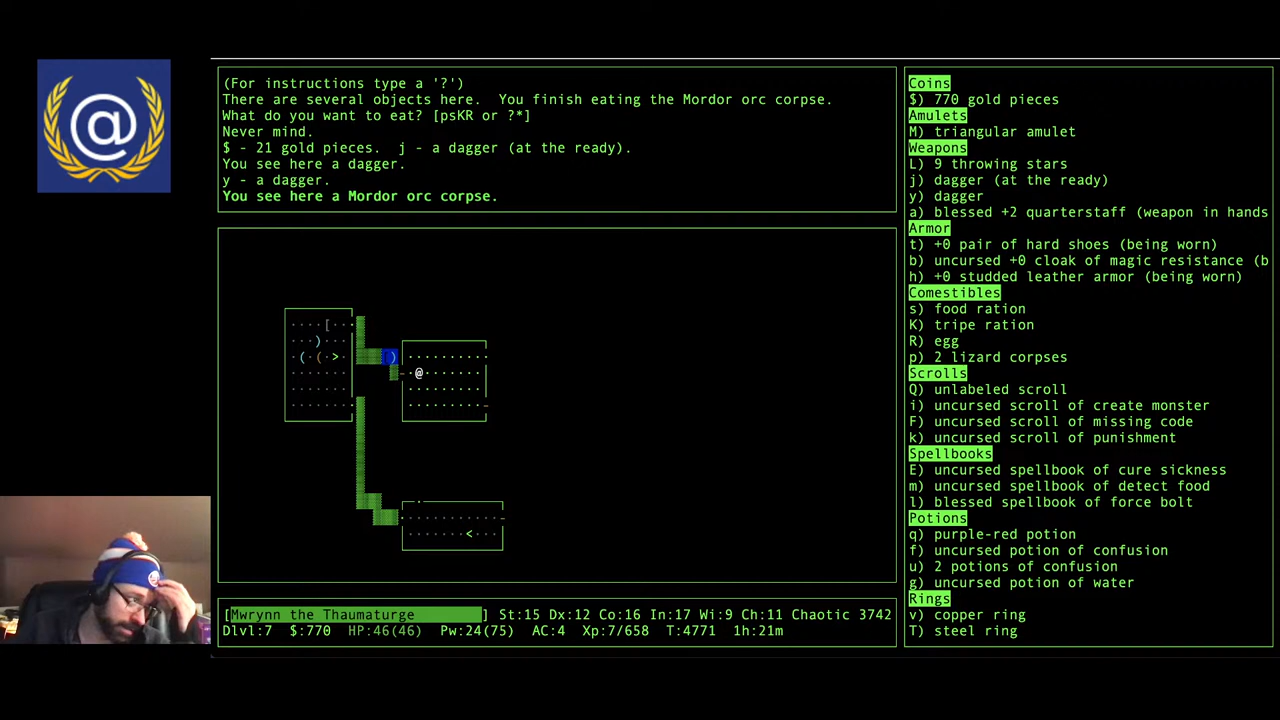 (For instructions type a '?')
There are several objects here.  You finish eating the Mordor orc corpse.
What do you want to eat? [psKR or ?*]
Never mind.
$ - 21 gold pieces.  j - a dagger (at the ready).
You see here a dagger.
y - a dagger.
You see here a Mordor orc corpse.
@
[
)
( ( >
)
@
<
[Mwrynn the Thaumaturge ] St:15 Dx:12 Co:16 In:17 Wi:9 Ch:11 Chaotic 3742
Dlvl:7 $:770 HP:46(46) Pw:24(75) AC:4 Xp:7/658 T:4771 1h:21m
Coins
$) 770 gold pieces
Amulets
M) triangular amulet
Weapons
L) 9 throwing stars
j) dagger (at the ready)
y) dagger
a) blessed +2 quarterstaff (weapon in hands
Armor
t) +0 pair of hard shoes (being worn)
b) uncursed +0 cloak of magic resistance (b
h) +0 studded leather armor (being worn)
Comestibles
s) food ration
K) tripe ration
R) egg
p) 2 lizard corpses
Scrolls
Q) unlabeled scroll
i) uncursed scroll of create monster
F) uncursed scroll of missing code
k) uncursed scroll of punishment
Spellbooks
E) uncursed spellbook of cure sickness
m) uncursed spellbook of detect food
l) blessed spellbook of force bolt
Potions
q) purple-red potion
f) uncursed potion of confusion
u) 2 potions of confusion
g) uncursed potion of water
Rings
v) copper ring
T) steel ring